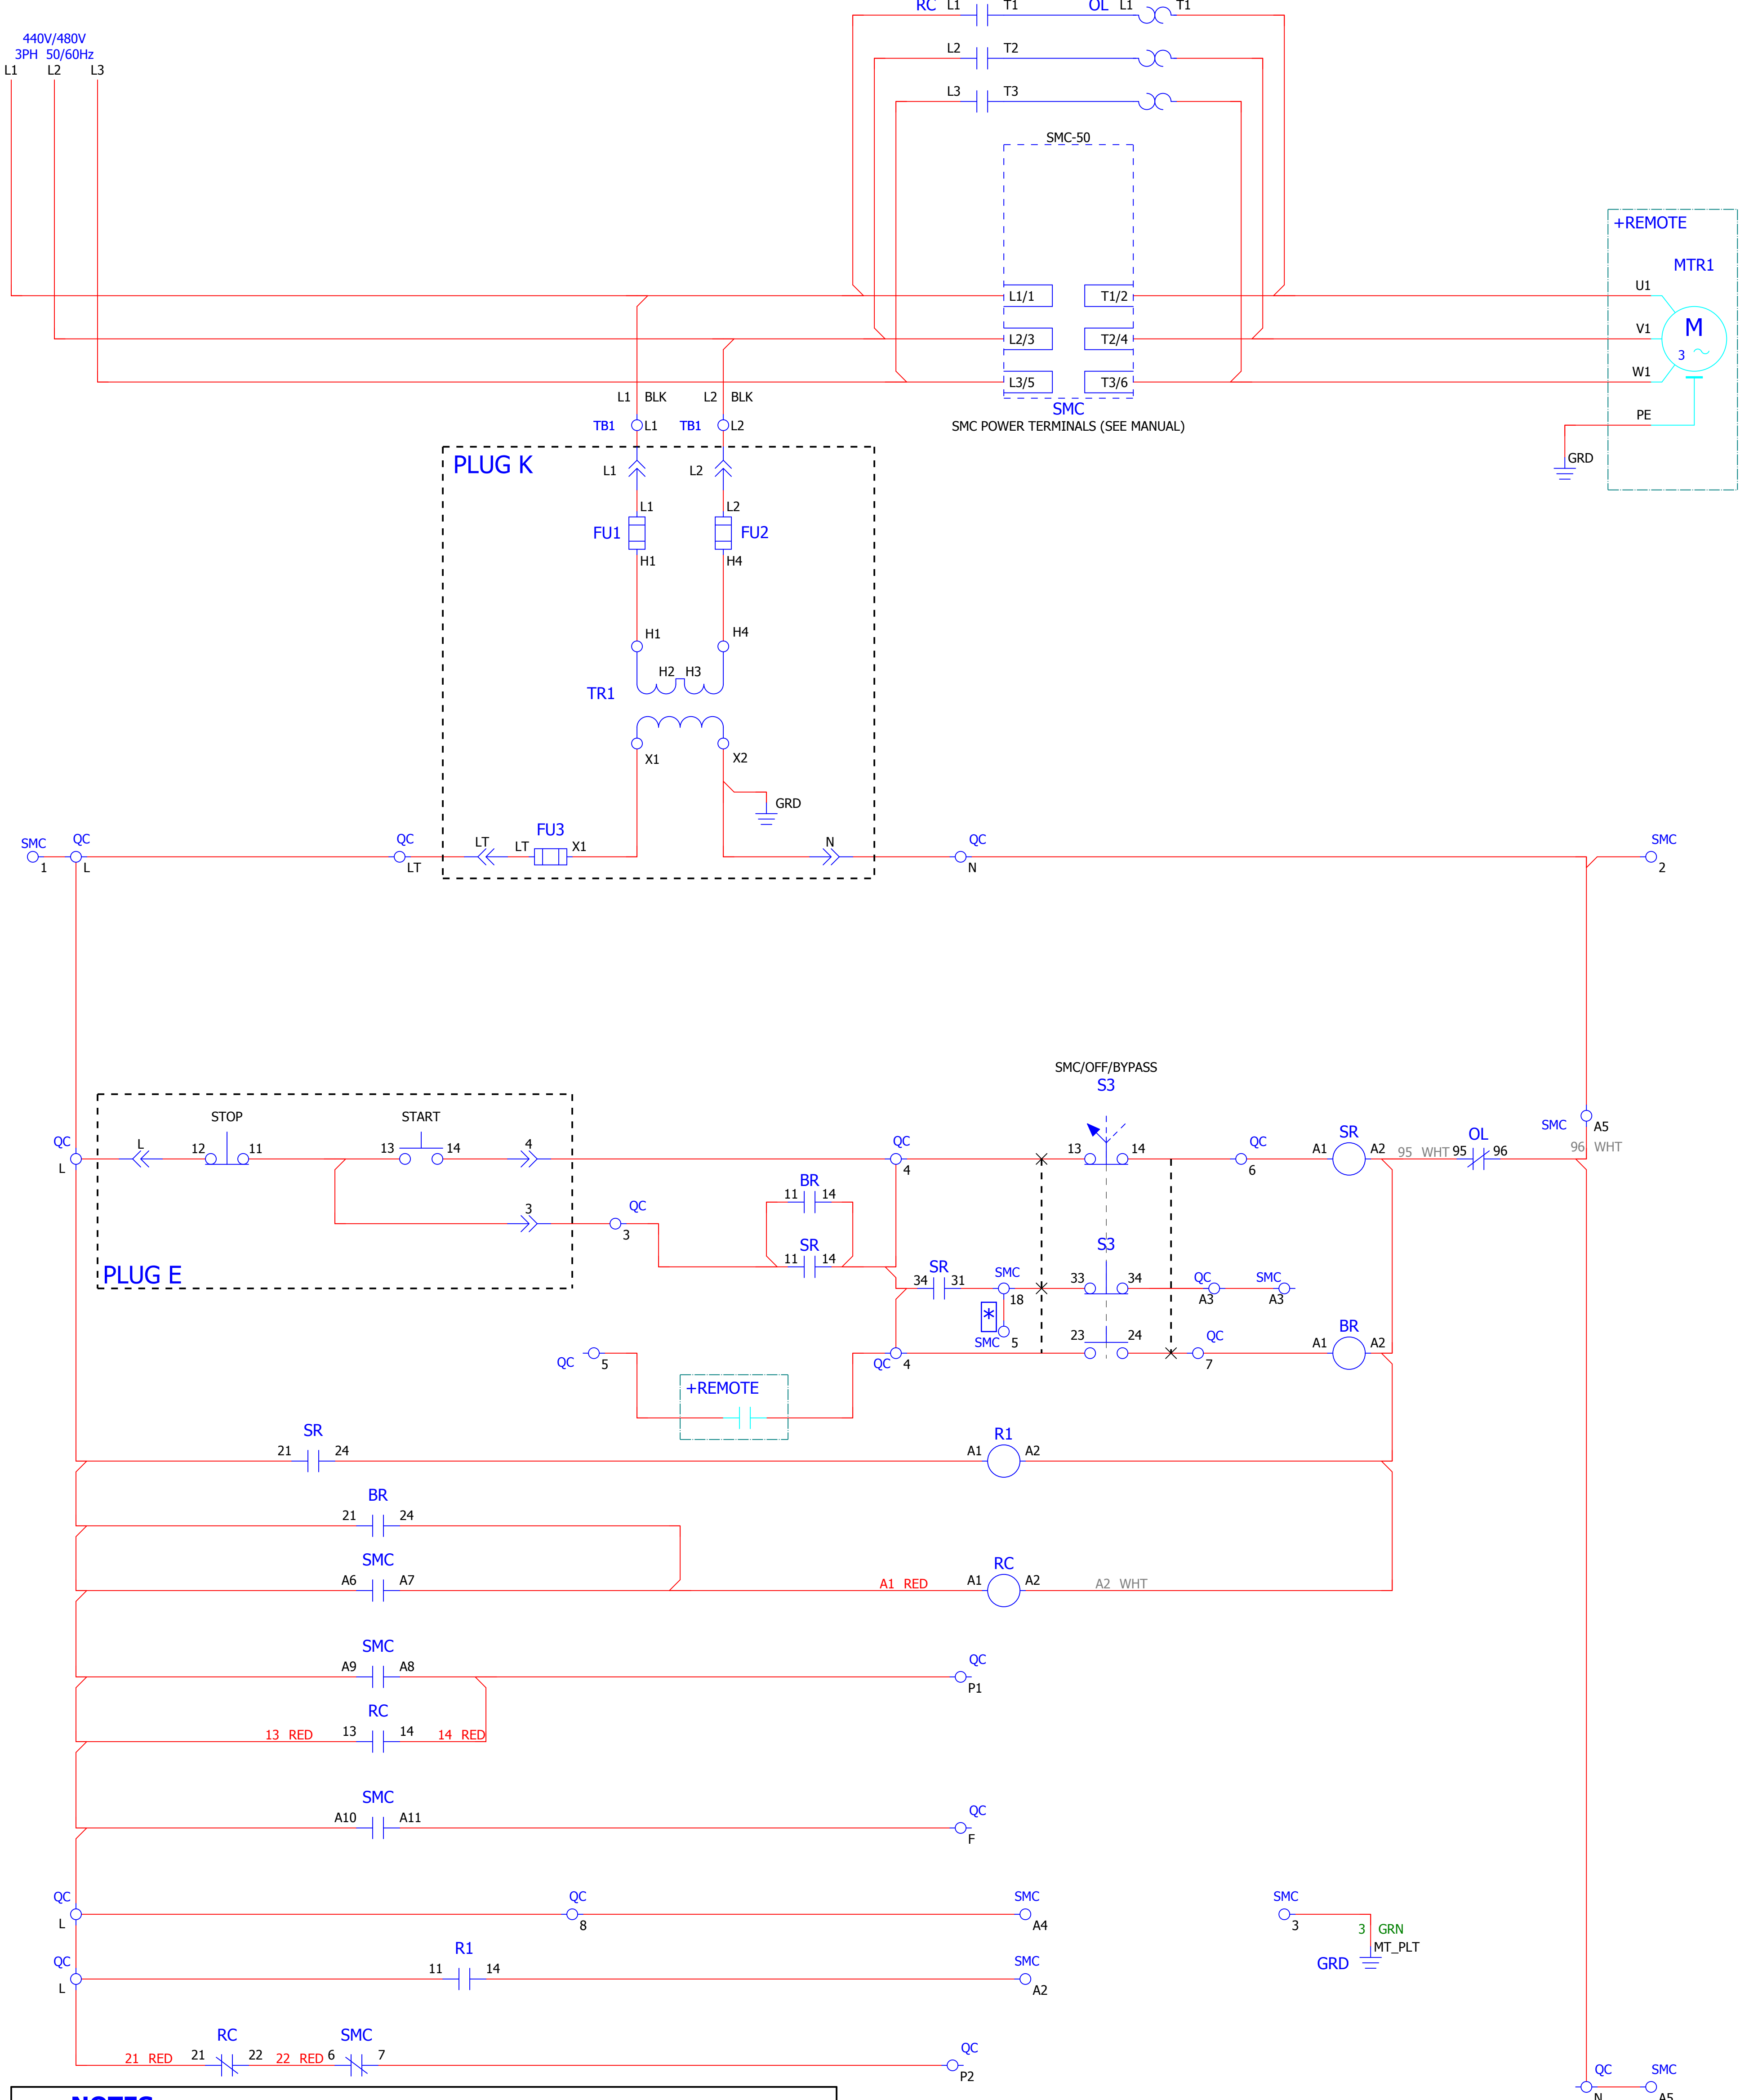 RC L1 T1 OL L1 T1
440V/480V
3PH 50/60Hz
L1 L2 L3
L2 T2
L3 T3
SMC-50
+REMOTE
MTR1
U1
L1/1 T1/2
V1 M
3
L2/3 T2/4
W1
L3/5 T3/6
L1 BLK L2 BLK
SMC
SMC POWER TERMINALS (SEE MANUAL)
PE
TB1 L1 TB1 L2
GRD
PLUG K
L1 L2
L1 L2
FU1 FU2
H1 H4
H1 H4
H2 H3
TR1
X1 X2
GRD
SMC QC QC LT LT FU3 X1 N QC SMC
1 L LT N 2
SMC/OFF/BYPASS
S3
STOP START
SMC A5
QC L 12 11 13 14 4 QC 13 14 QC SR A1 A2 95 WHT OL 95 96 96 WHT
L 4 6
BR
11 14
3 QC
3
SR
11 14
S3
PLUG E
SR
34 31 SMC 33 34 QC SMC
18 A3 A3
*
SMC 5
23 24 QC BR A1 A2
QC 5 QC 4 7
+REMOTE
SR R1
21 24 A1 A2
BR
21 24
SMC RC
A6 A7 A1 RED A1 A2 A2 WHT
SMC
A9 A8 QC
P1
RC
13 RED 13 14 14 RED
SMC
A10 A11 QC
F
QC QC SMC SMC
L 8 A4 3
3 GRN
MT_PLT
GRD
QC R1 SMC
11 14
L A2
RC SMC
21 RED 21 22 22 RED 6 7 QC
P2
QC SMC
N A5
NOTES